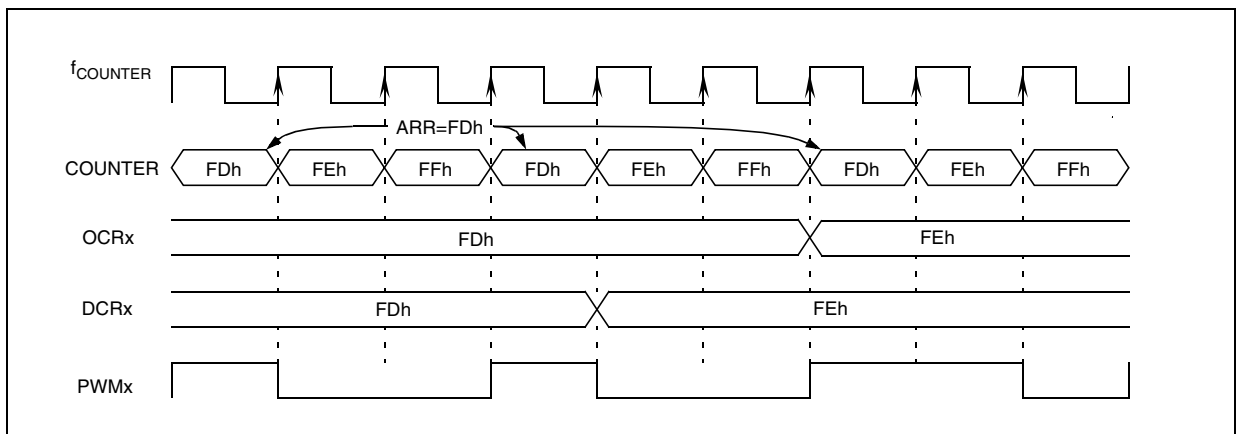 fCOUNTER
ARR=FDh
COUNTER FDh FEh FFh FDh FEh FFh FDh FEh FFh
OCRx FDh FEh
DCRx FDh FEh
PWMx